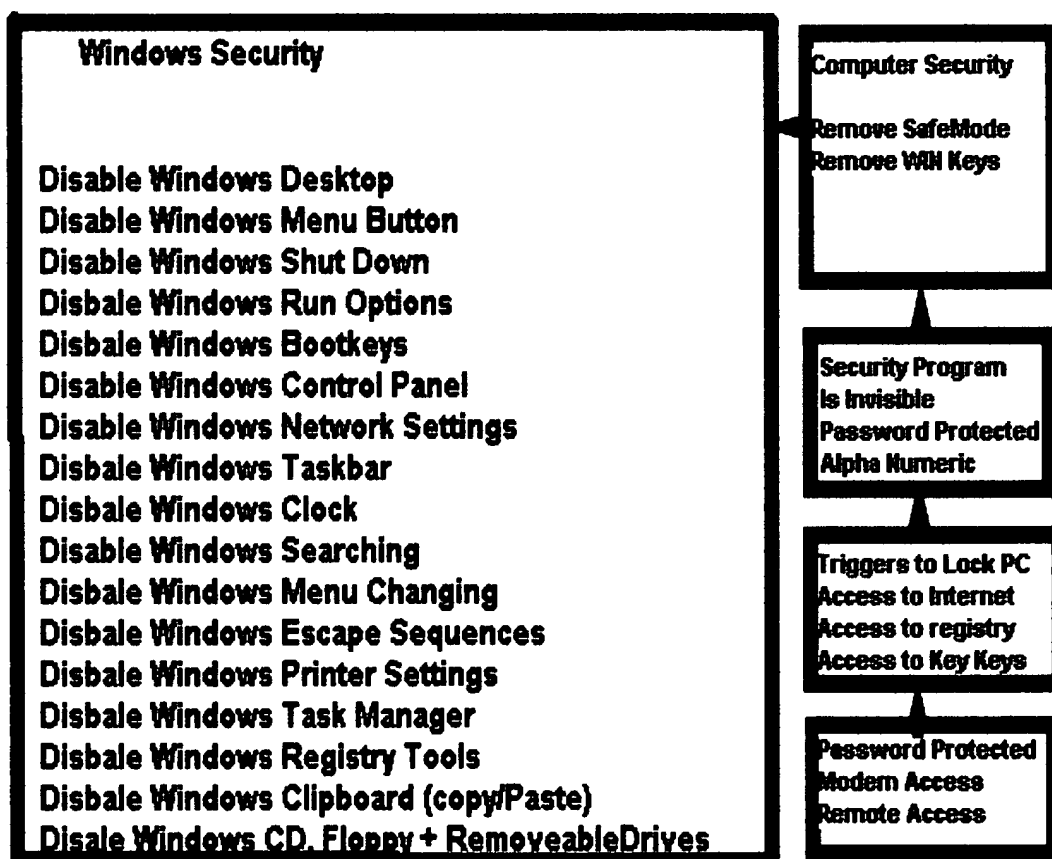 Windows Security
Disable Windows Desktop
Disable Windows Menu Button
Disable Windows Shut Down
Disbale Windows Run Options
Disbale Windows Bootkeys
Disable Windows Control Panel
Disable Windows Network Settings
Disbale Windows Taskbar
Disbale Windows Clock
Disable Windows Searching
Disbale Windows Menu Changing
Disbale Windows Escape Sequences
Disbale Windows Printer Settings
Disbale Windows Task Manager
Disbale Windows Registry Tools
Disbale Windows Clipboard (copy/Paste)
Disale Windows CD, Floppy + RemoveableDrives
Computer Security
Remove SafeMode
Remove WIN Keys
Security Program
Is Invisible
Password Protected
Alpha Numeric
Triggers to Lock PC
Access to Internet
Access to registry
Access to Key Keys
Password Protected
Modem Access
Remote Access